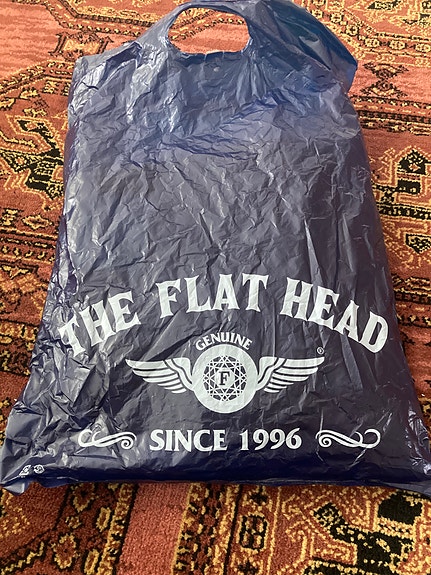 THE FLAT HEAD
GENUINE
®
F
SINCE 1996